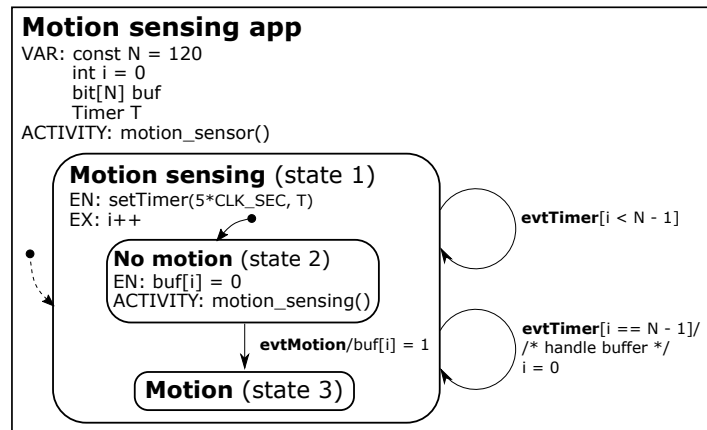 Motion sensing app
VAR: const N = 120
int i = 0
bit[N] buf
Timer T
ACTIVITY: motion_sensor()
Motion sensing (state 1)
EN: setTimer(5*CLK_SEC, T)
EX: i++
No motion (state 2)
EN: buf[i] = 0
ACTIVITY: motion_sensing()
evtMotion/buf[i] = 1
Motion (state 3)
evtTimer[i < N - 1]
evtTimer[i == N - 1]/
/* handle buffer */
i = 0